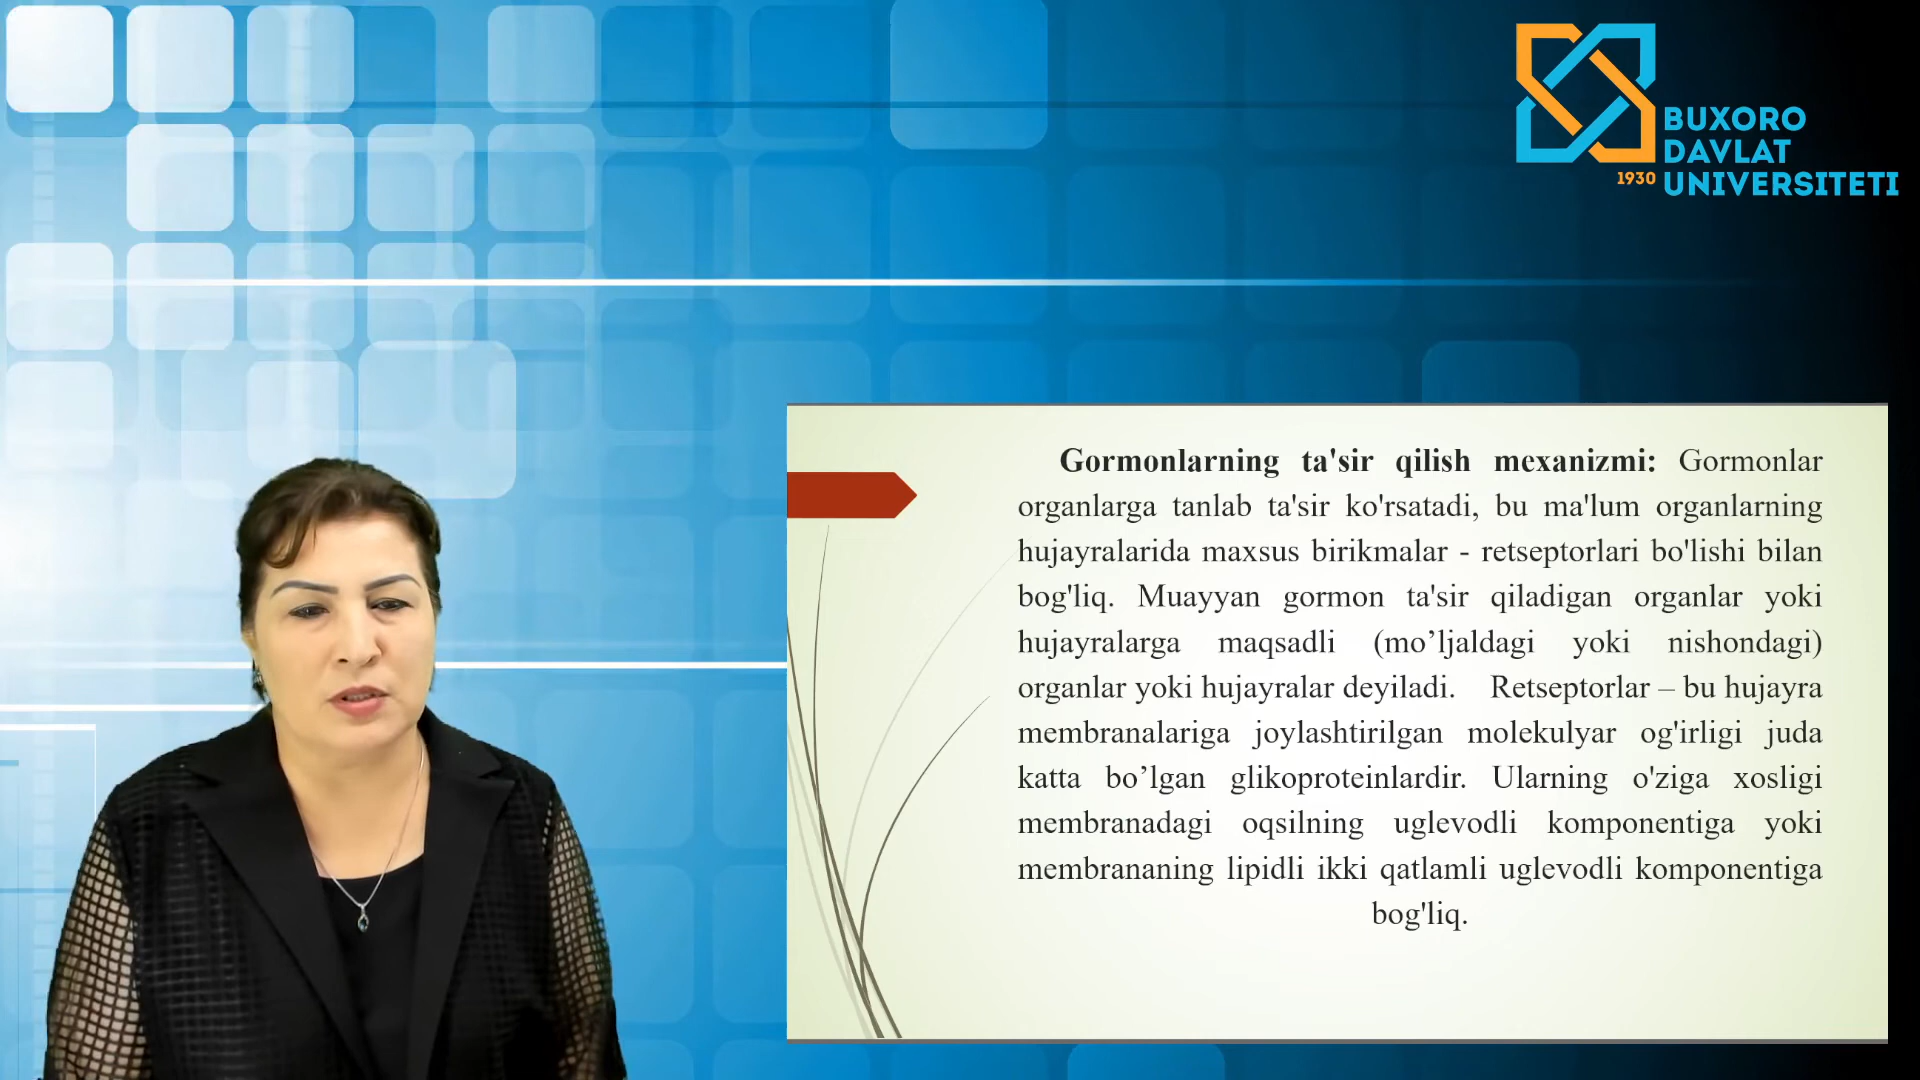 BUXORO
DAVLAT
1930 UNIVERSITETI
Gormonlarning ta'sir qilish mexanizmi: Gormonlar
organlarga tanlab ta'sir ko'rsatadi, bu ma'lum organlarning
hujayralarida maxsus birikmalar - retseptorlari bo'lishi bilan
bog'liq. Muayyan gormon ta'sir qiladigan organlar yoki
hujayralarga maqsadli (mo’ljaldagi yoki nishondagi)
organlar yoki hujayralar deyiladi. Retseptorlar – bu hujayra
membranalariga joylashtirilgan molekulyar og'irligi juda
katta bo’lgan glikoproteinlardir. Ularning o'ziga xosligi
membranadagi oqsilning uglevodli komponentiga yoki
membrananing lipidli ikki qatlamli uglevodli komponentiga
bog'liq.